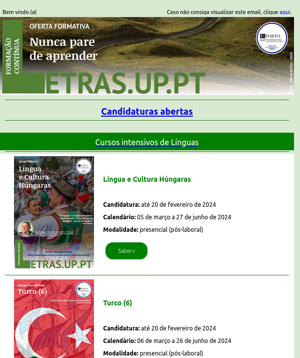 Bem vindo (a)
Caso não consiga visualizar este email, clique aqui.
OFERTA FORMATIVA
FORMAÇÃO
CONTÍNUA
Nunca pare
de aprender
PORTO
ETRAS.UP.PT
Candidaturas abertas
Cursos intensivos de Línguas
Língua
e Cultura
Húngaras
ETRAS.UP.PT
Língua e Cultura Húngaras
Candidatura: até 20 de fevereiro de 2024
Calendário: 05 de março a 27 de junho de 2024
Modalidade: presencial (pós-laboral)
Saber+
Turco (6)
Turco (6)
Candidatura: até 20 de fevereiro de 2024
Calendário: 06 de março a 26 de junho de 2024
Modalidade: presencial (pós-laboral)